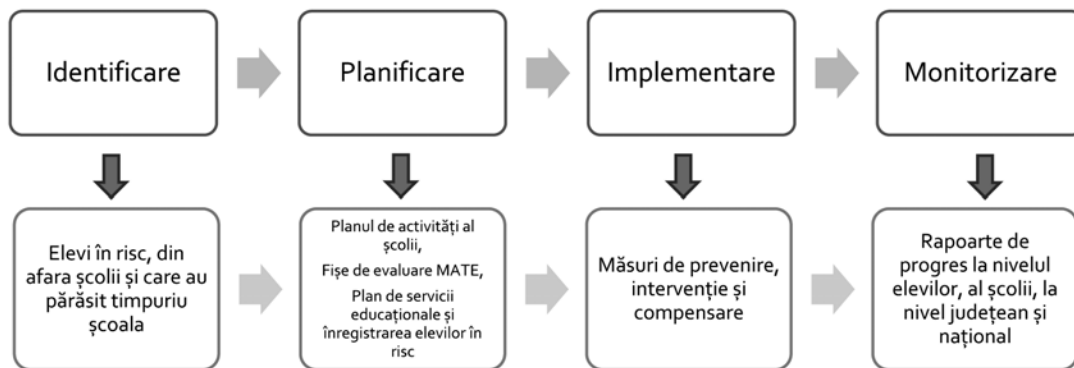 Identificare
Planificare
Implementare
Monitorizare
Elevi în risc, din
afara școlii și care au
părăsit timpuriu
școala
Planul de activități al
școlii,
Fișe de evaluare MATE,
Plan de servicii
educaționale și
înregistrarea elevilor în
risc
Măsuri de prevenire,
intervenție și
compensare
Rapoarte de
progres la nivelul
elevilor, al școlii, la
nivel județean și
național